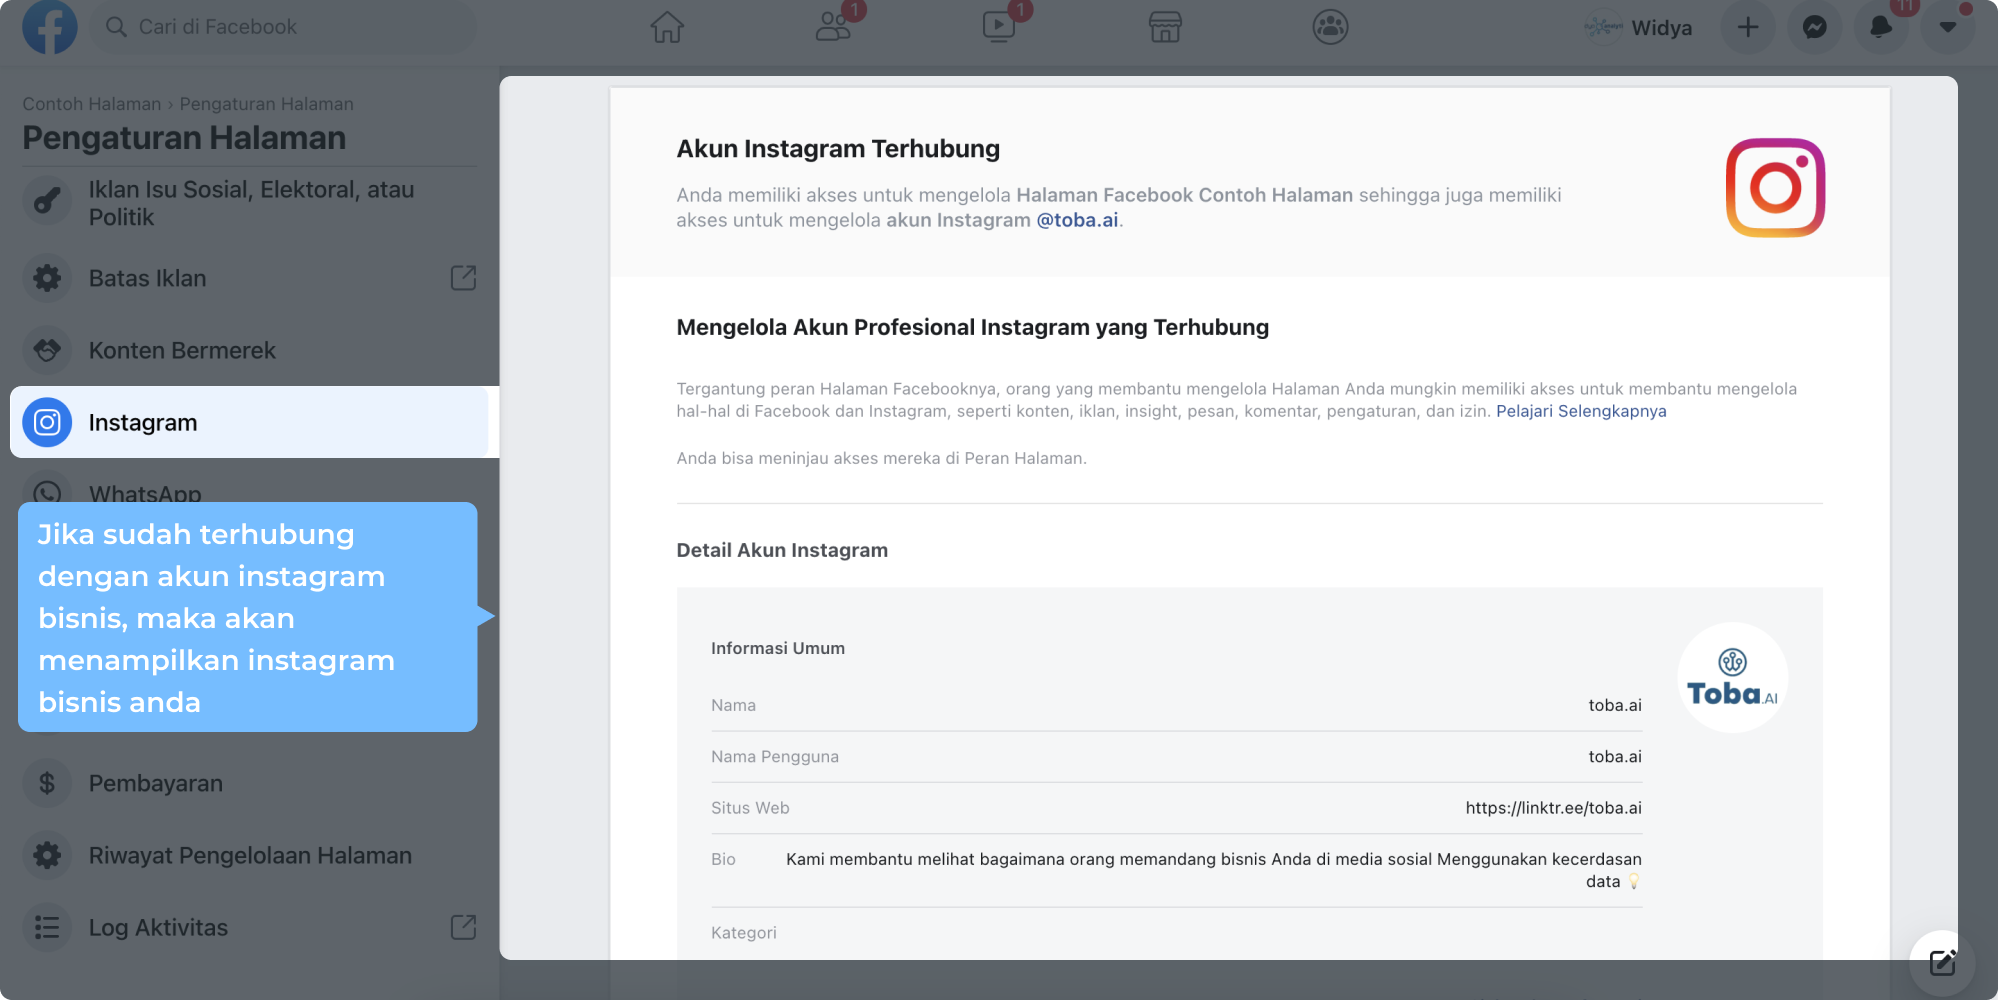 Cari di Facebook
1
1
Widya
11
Contoh Halaman › Pengaturan Halaman
Pengaturan Halaman
Iklan Isu Sosial, Elektoral, atau
Politik
Batas Iklan
Konten Bermerek
Instagram
WhatsApp
Jika sudah terhubung
dengan akun instagram
bisnis, maka akan
menampilkan instagram
bisnis anda
Pembayaran
Riwayat Pengelolaan Halaman
Log Aktivitas
Akun Instagram Terhubung
Anda memiliki akses untuk mengelola Halaman Facebook Contoh Halaman sehingga juga memiliki
akses untuk mengelola akun Instagram @toba.ai.
Mengelola Akun Profesional Instagram yang Terhubung
Tergantung peran Halaman Facebooknya, orang yang membantu mengelola Halaman Anda mungkin memiliki akses untuk membantu mengelola
hal-hal di Facebook dan Instagram, seperti konten, iklan, insight, pesan, komentar, pengaturan, dan izin. Pelajari Selengkapnya
Anda bisa meninjau akses mereka di Peran Halaman.
Detail Akun Instagram
Informasi Umum
Toba.AI
Nama toba.ai
Nama Pengguna toba.ai
Situs Web https://linktr.ee/toba.ai
Bio Kami membantu melihat bagaimana orang memandang bisnis Anda di media sosial Menggunakan kecerdasan
data 💡
Kategori